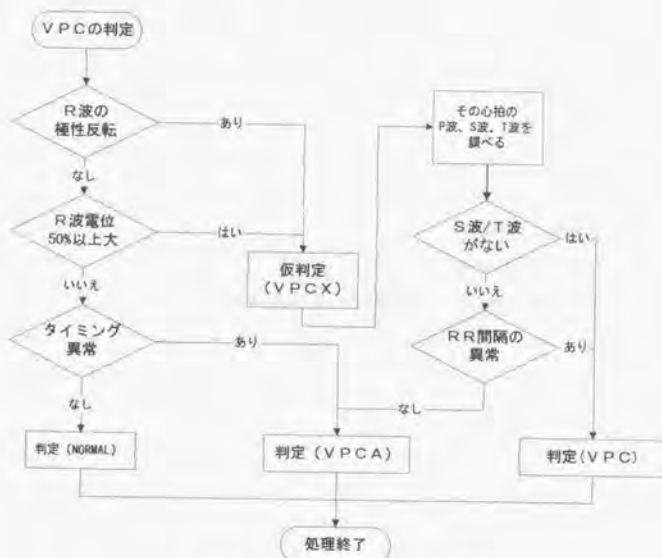 VPCの判定
R波の
極性反転
あり
なし
R波電位
50%以上大
はい
いいえ
タイミング
異常
あり
なし
判定(NORMAL)
仮判定
(VPCX)
その心拍の
P波、S波、T波を
調べる
S波/T波
がない
はい
いいえ
RR間隔の
異常
あり
なし
判定(VPCA)
判定(VPC)
処理終了